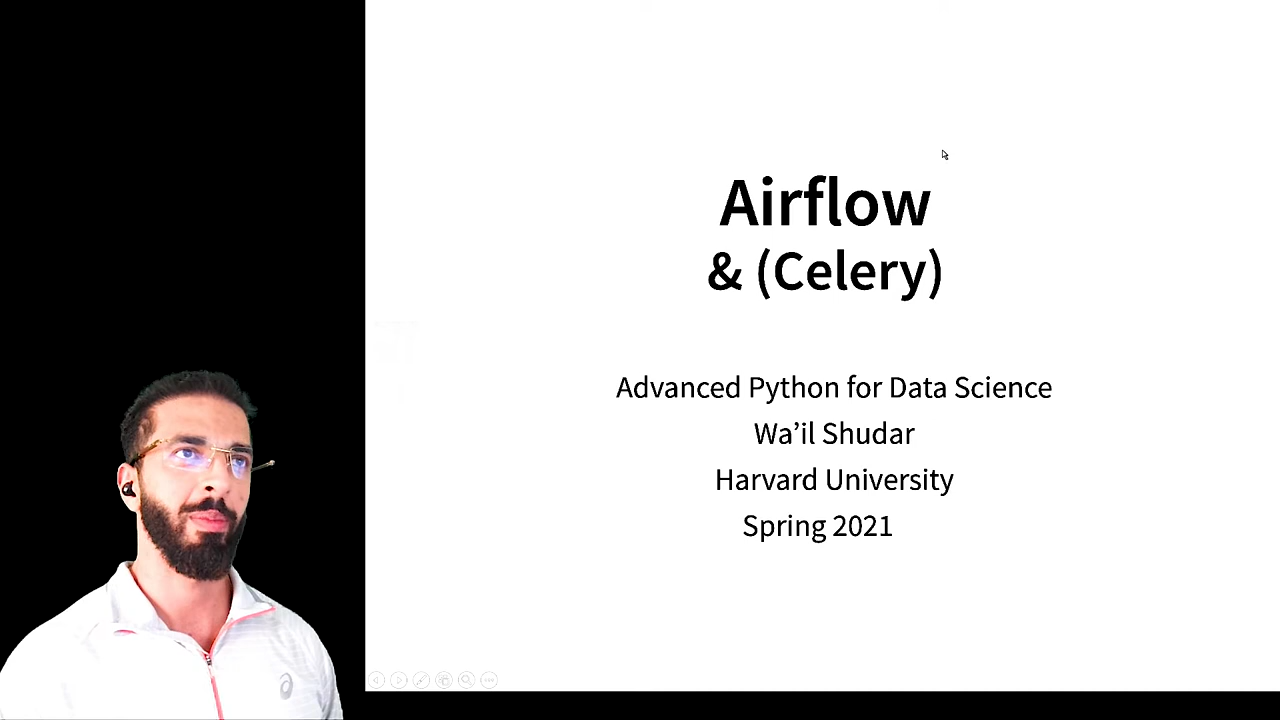 Airflow
& (Celery)
Advanced Python for Data Science
Wa’il Shudar
Harvard University
Spring 2021